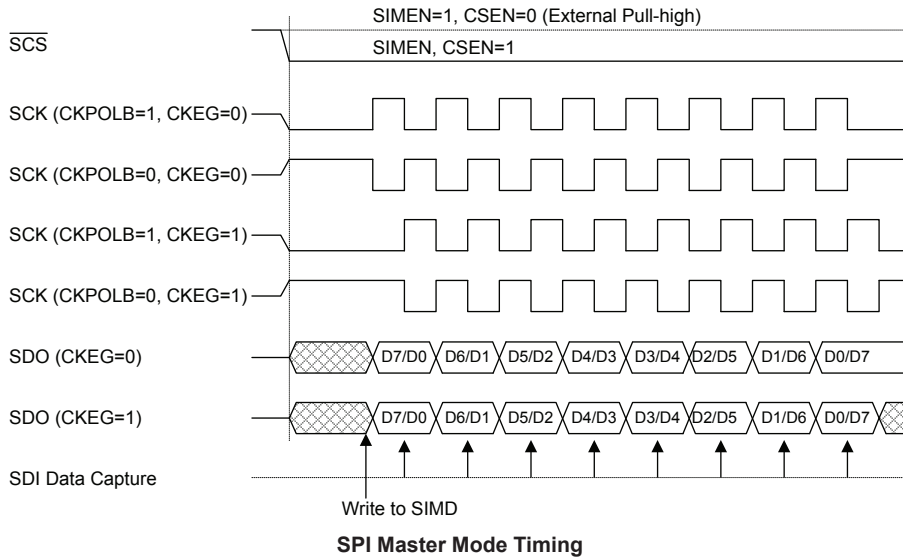 SIMEN=1, CSEN=0 (External Pull-high)
SCS
SIMEN, CSEN=1
SCK (CKPOLB=1, CKEG=0)
SCK (CKPOLB=0, CKEG=0)
SCK (CKPOLB=1, CKEG=1)
SCK (CKPOLB=0, CKEG=1)
SDO (CKEG=0) D7/D0 D6/D1 D5/D2 D4/D3 D3/D4 D2/D5 D1/D6 D0/D7
SDO (CKEG=1) D7/D0 D6/D1 D5/D2 D4/D3 D3/D4 D2/D5 D1/D6 D0/D7
SDI Data Capture
Write to SIMD
SPI Master Mode Timing